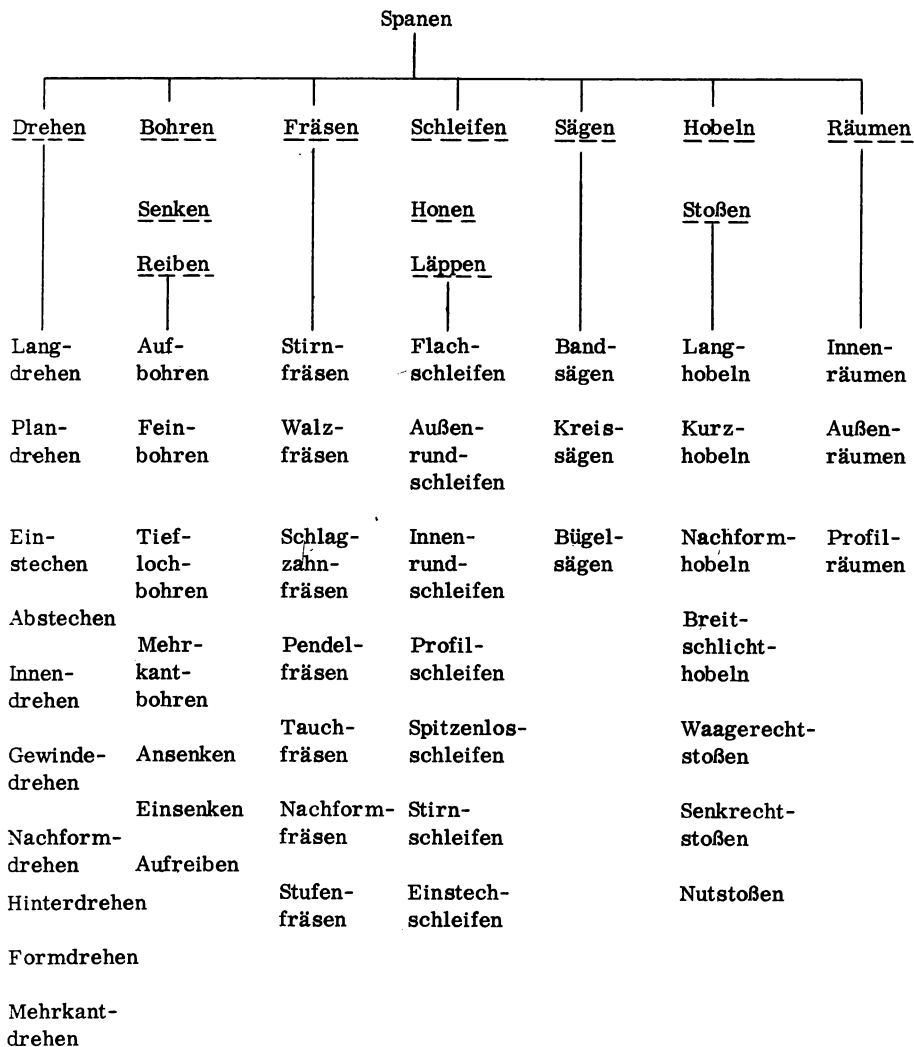 Spanen
Drehen Bohren Fräsen Schleifen Sägen Hobeln Räumen
Senken Honen Stoßen
Reiben Läppen
Lang-
drehen
Plan-
drehen
Ein-
stechen
Abstechen
Innen-
drehen
Gewinde-
drehen
Nachform-
drehen
Hinterdrehen
Formdrehen
Mehrkant-
drehen
Auf-
bohren
Fein-
bohren
Tief-
loch-
bohren
Mehr-
kant-
bohren
Ansenken
Einsenken
Aufreiben
Stirn-
fräsen
Walz-
fräsen
Schlag-
zahn-
fräsen
Pendel-
fräsen
Tauch-
fräsen
Nachform-
fräsen
Stufen-
fräsen
Flach-
schleifen
Außen-
rund-
schleifen
Innen-
rund-
schleifen
Profil-
schleifen
Spitzenlos-
schleifen
Stirn-
schleifen
Einstech-
schleifen
Band-
sägen
Kreis-
sägen
Bügel-
sägen
Lang-
hobeln
Kurz-
hobeln
Nachform-
hobeln
Breit-
schlicht-
hobeln
Waagerecht-
stoßen
Senkrecht-
stoßen
Nutstoßen
Innen-
räumen
Außen-
räumen
Profil-
räumen